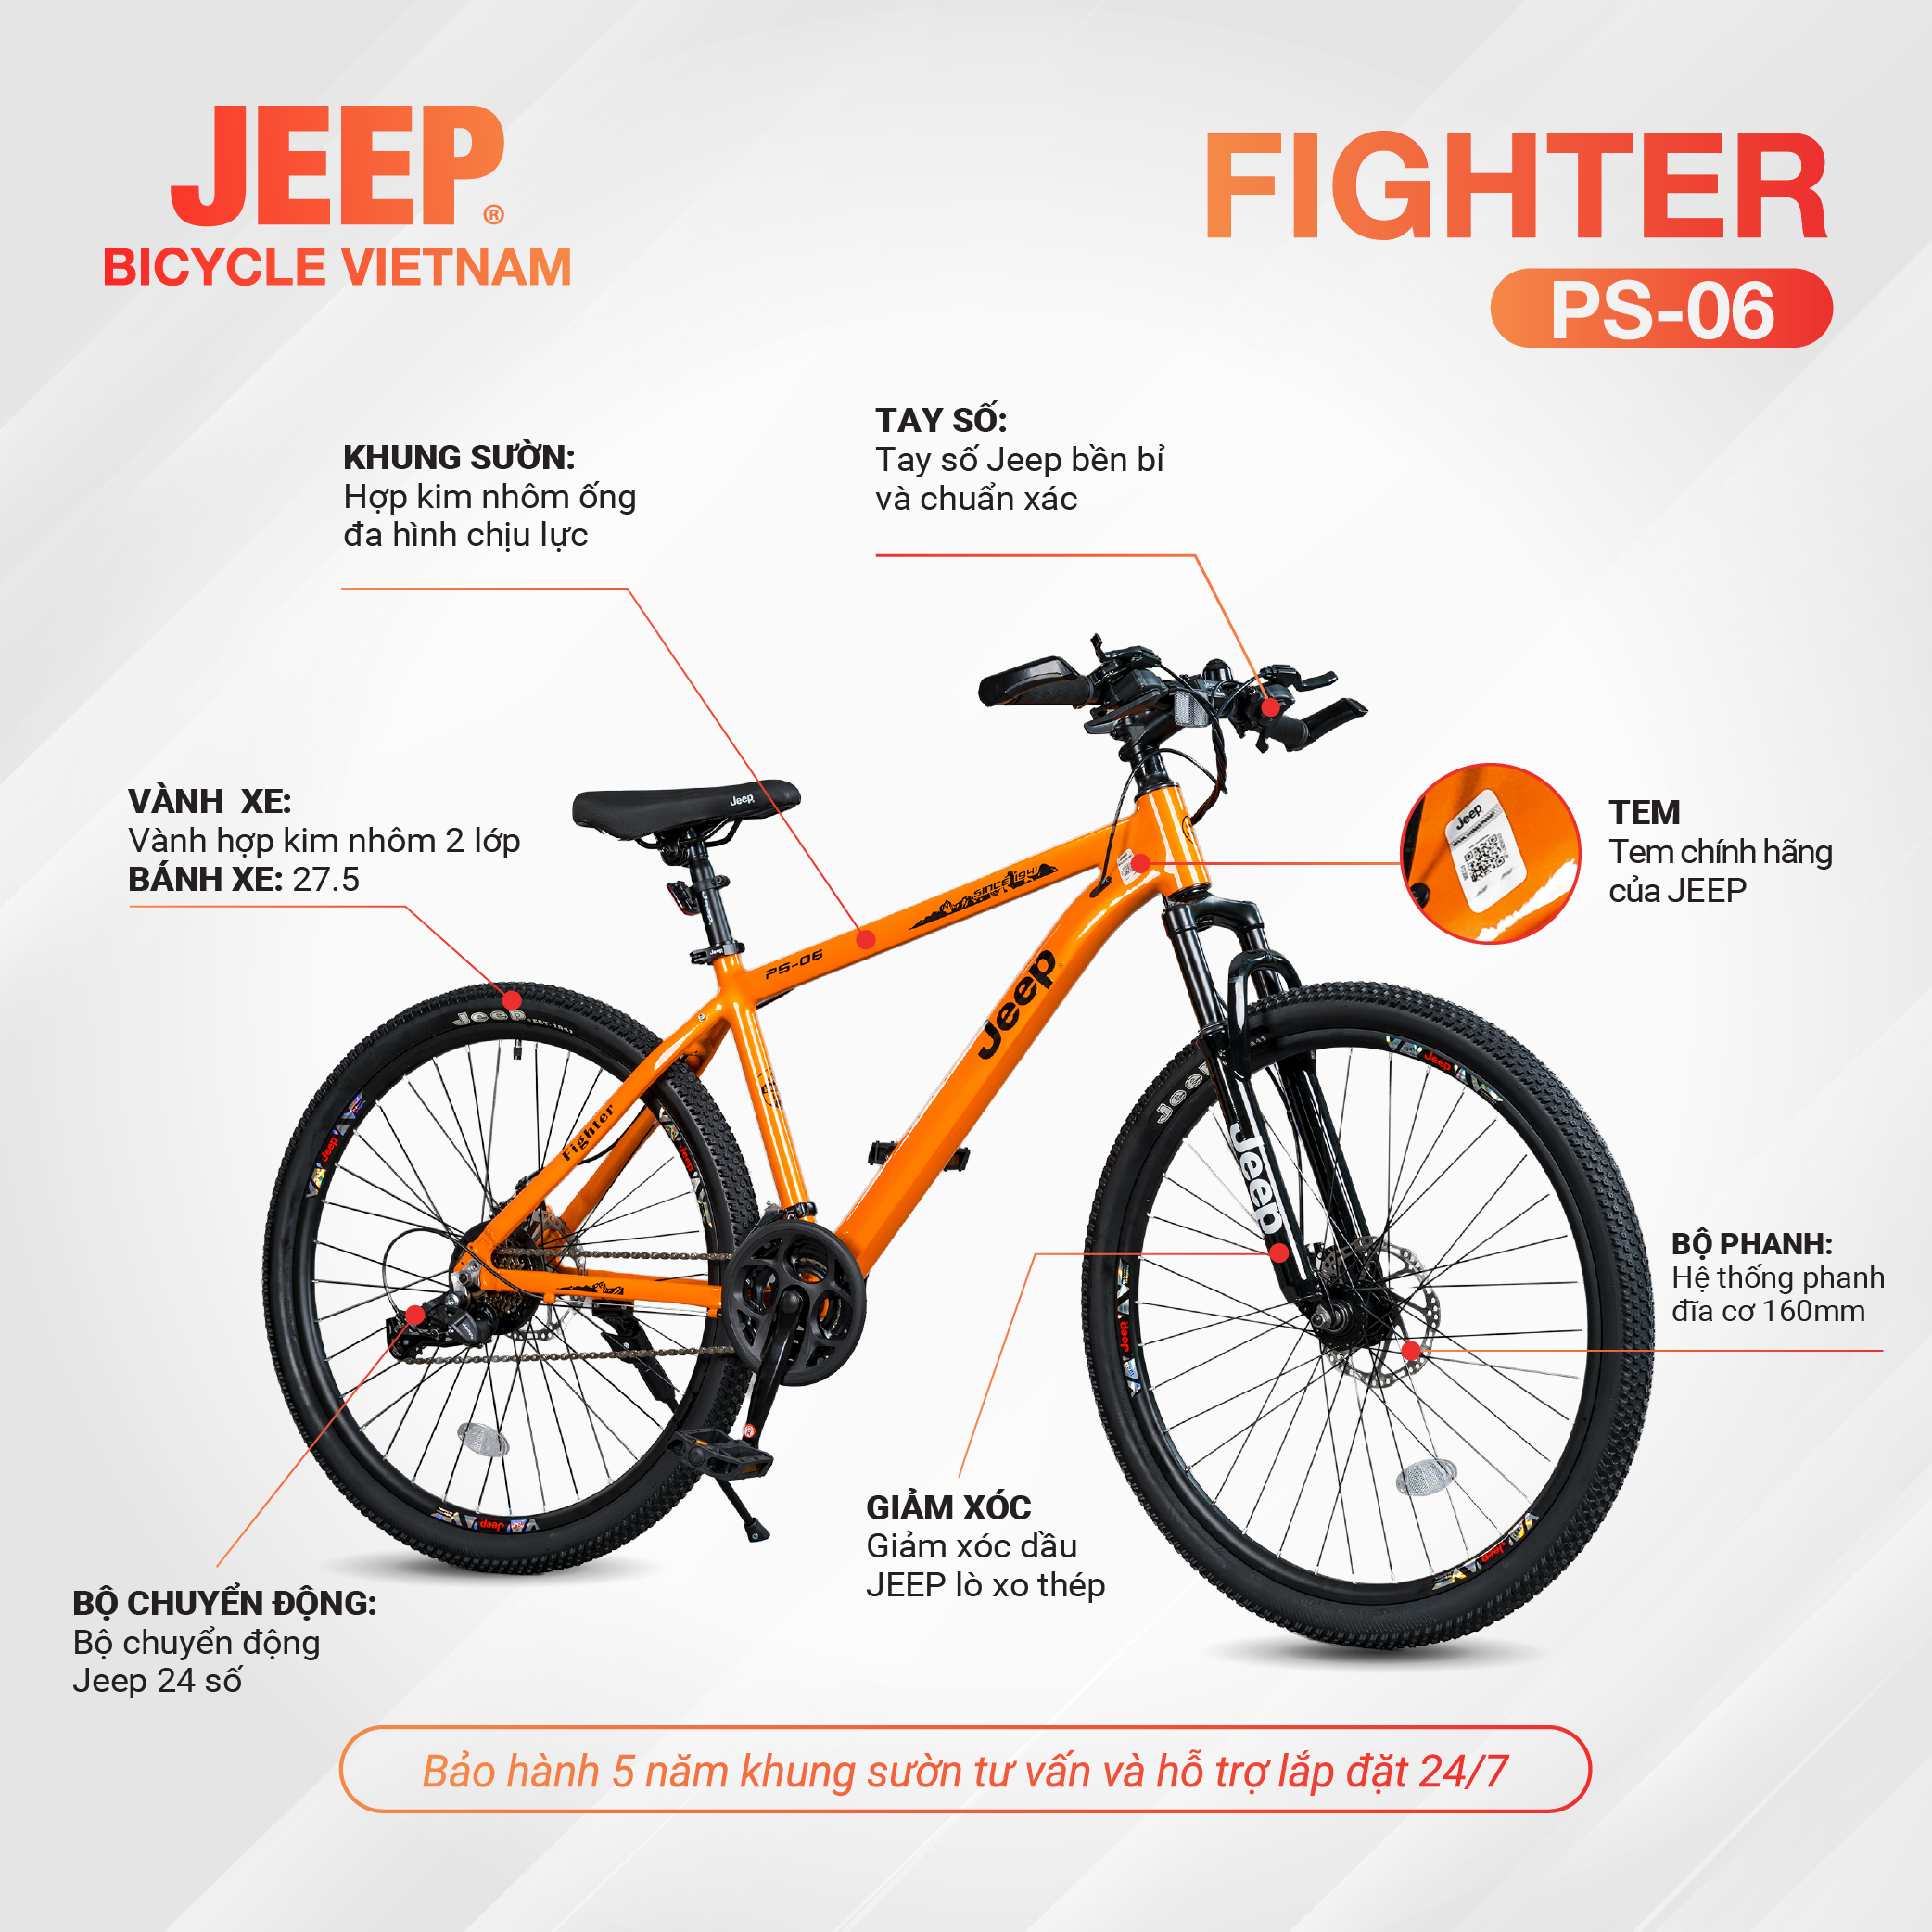 JEEP®
BICYCLE VIETNAM
FIGHTER
PS-06
TAY SỐ:
Tay số Jeep bền bỉ
và chuẩn xác
KHUNG SƯỜN:
Hợp kim nhôm ống
đa hình chịu lực
VÀNH XE:
Vành hợp kim nhôm 2 lớp
BÁNH XE: 27.5
TEM
Tem chính hãng
của JEEP
Jeep
Jeep
SINCE 1941
PS-06
Jeep
Jeep
Fighter
Jeep
Jeep
BỘ PHANH:
Hệ thống phanh
đĩa cơ 160mm
GIẢM XÓC
Giảm xóc dầu
JEEP lò xo thép
BỘ CHUYỂN ĐỘNG:
Bộ chuyển động
Jeep 24 số
Bảo hành 5 năm khung sườn tư vấn và hỗ trợ lắp đặt 24/7